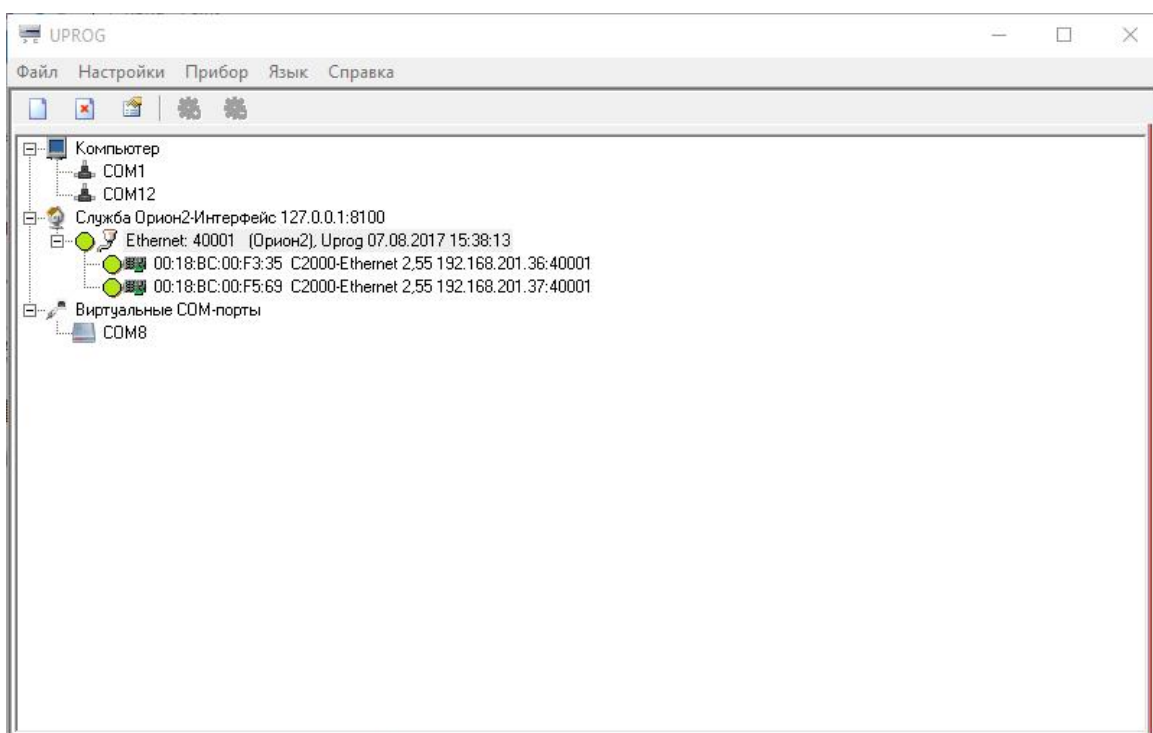 UPROG
Файл Настройки Прибор Язык Справка
Компьютер
COM1
COM12
Служба Орион2-Интерфейс 127.0.0.1:8100
Ethernet: 40001 (Орион2), Uprog 07.08.2017 15:38:13
00:18:BC:00:F3:35 C2000-Ethernet 2,55 192.168.201.36:40001
00:18:BC:00:F5:69 C2000-Ethernet 2,55 192.168.201.37:40001
Виртуальные COM-порты
COM8